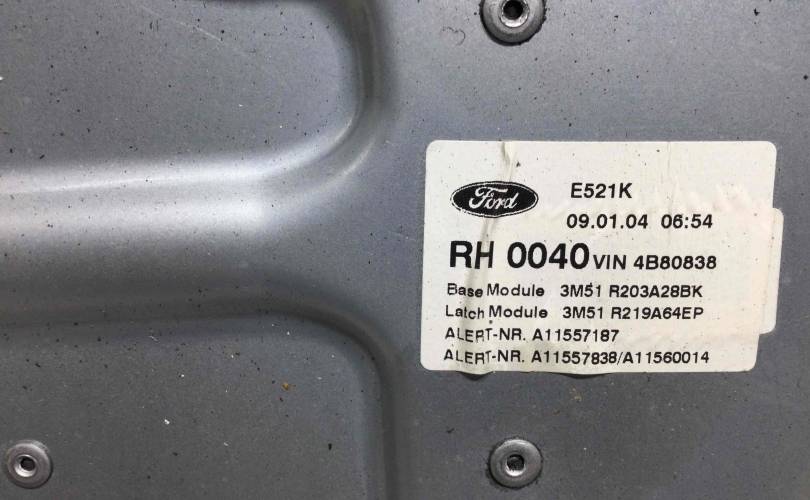 Ford
E521K
09.01.04 06:54
RH 0040 VIN 4B80838
Base Module 3M51 R203A28BK
Latch Module 3M51 R219A64EP
ALERT-NR. A11557187
ALERT-NR. A11557838/A11560014